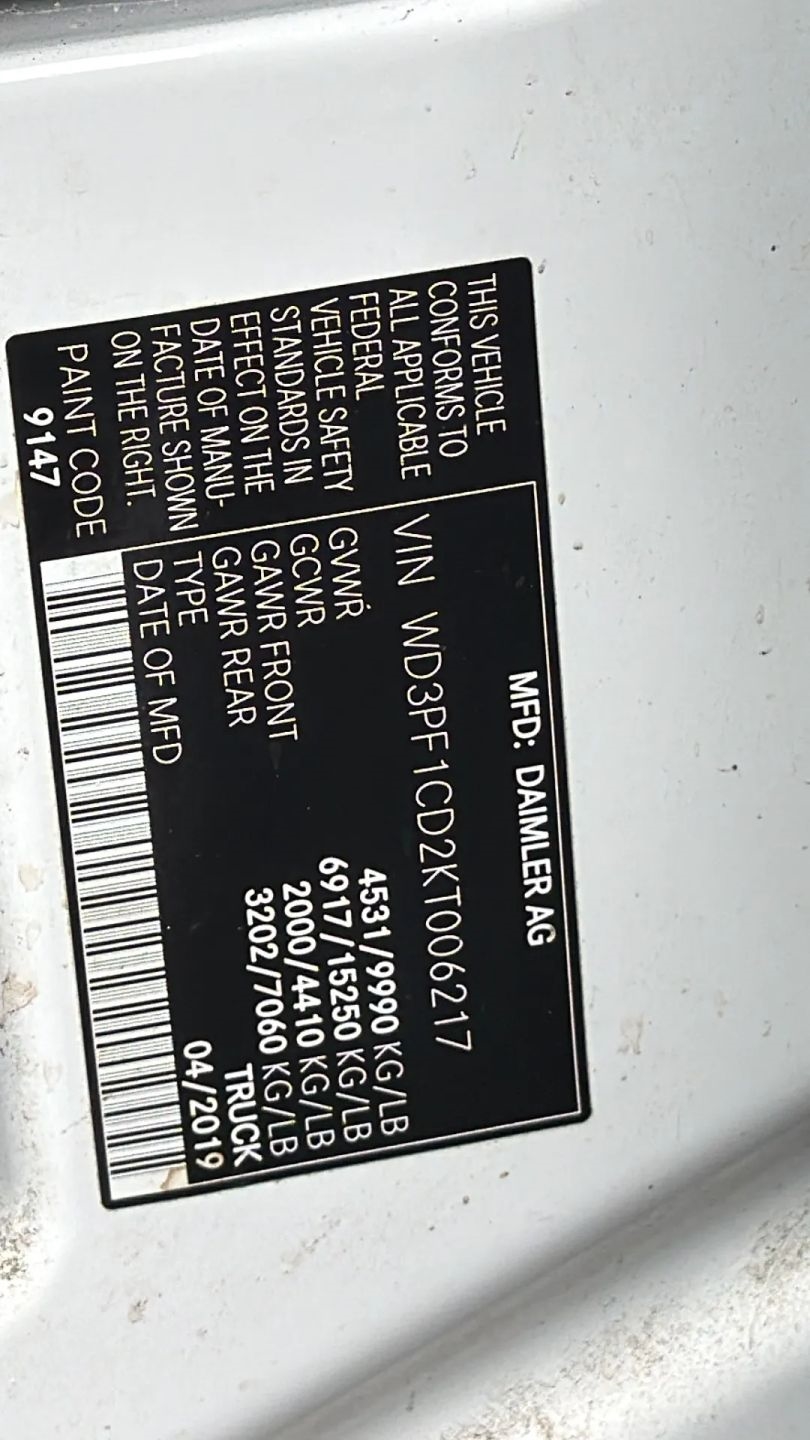 MFD: DAIMLER AG
THIS VEHICLE
CONFORMS TO
ALL APPLICABLE
FEDERAL
VEHICLE SAFETY
STANDARDS IN
EFFECT ON THE
DATE OF MANU-
FACTURE SHOWN
ON THE RIGHT.
PAINT CODE
9147
VIN WD3PF1CD2KT006217
GVWR 4531/9990 KG/LB
GCWR 6917/15250 KG/LB
GAWR FRONT 2000/4410 KG/LB
GAWR REAR 3202/7060 KG/LB
TYPE TRUCK
DATE OF MFD 04/2019